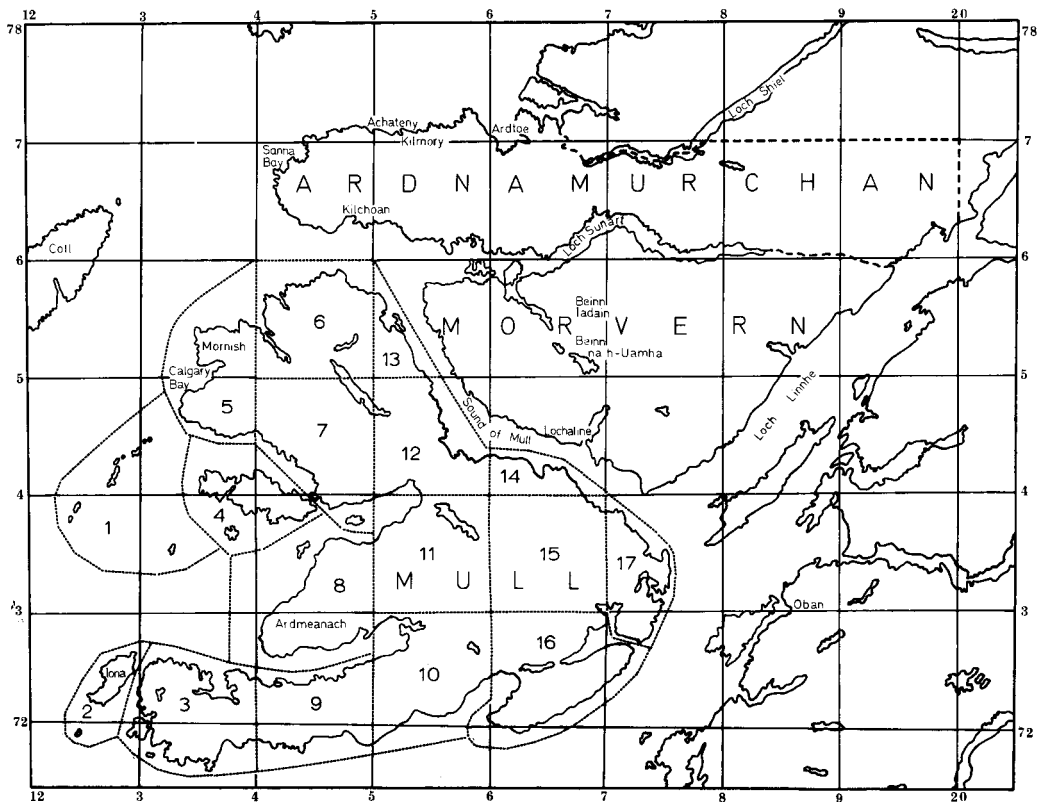 12 3 4 5 6 7 8 9 20
78 78
Loch Shiel
Achateny
Ardtoe
Kilmory
7 7
Sanna
Bay
ARDNAMURCHAN
Kilchoan
Coll
Loch Sunart
6 6
Beinn
Iadain
6
MORVERN
Mornish
13
Beinn
na h-Uamha
Calgary
Bay
5 5
5
Sound of Mull
Lochaline
Loch Linnhe
7
12
14
4 4
1
4
11
15
17
8
MULL
3 3
Oban
Ardmeanach
16
Iona
10
2
3
9
72 72
12 3 4 5 6 7 8 9 20